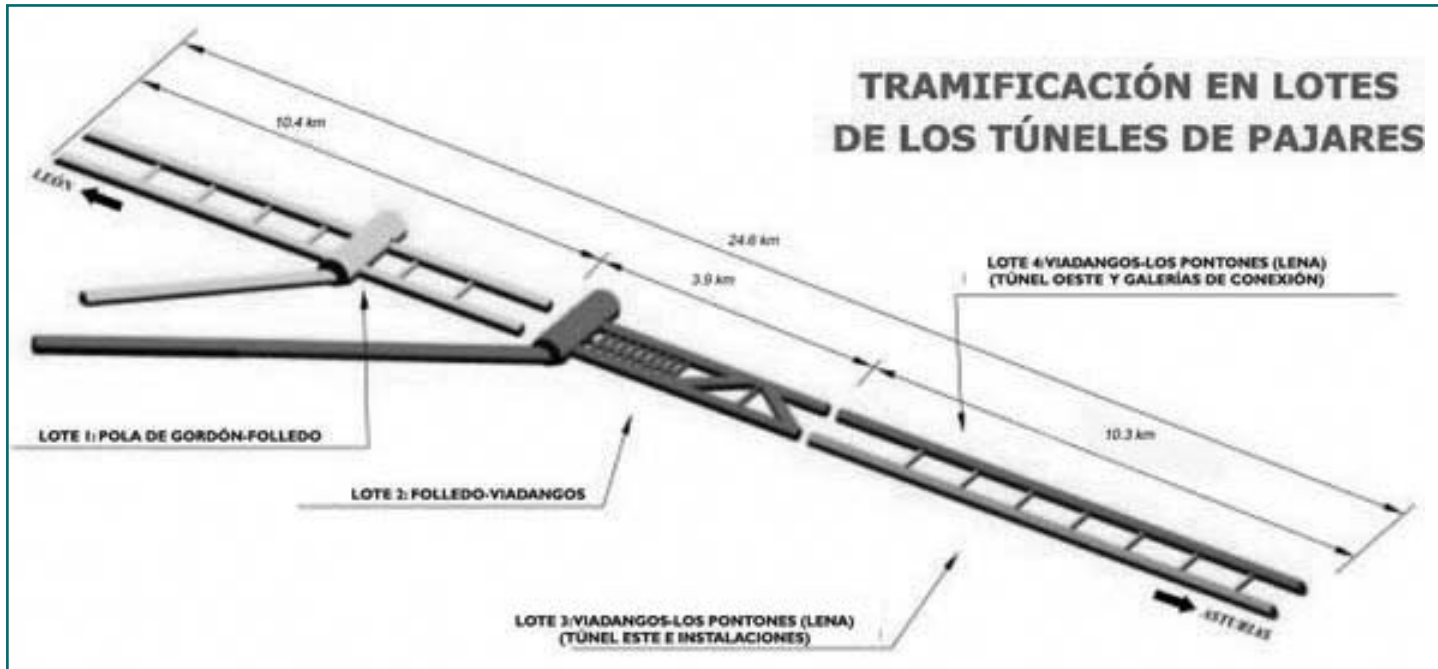 TRAMIFICACIÓN EN LOTES
DE LOS TÚNELES DE PAJARES
10.4 km
LEÓN
24.6 km
3.9 km
LOTE 4: VIADANGOS-LOS PONTONES (LENA)
(TÚNEL OESTE Y GALERÍAS DE CONEXIÓN)
LOTE 1: POLA DE GORDÓN-FOLLEDO
10.3 km
LOTE 2: FOLLEDO-VIADANGOS
LOTE 3: VIADANGOS-LOS PONTONES (LENA)
(TÚNEL ESTE E INSTALACIONES)
ASTURIAS